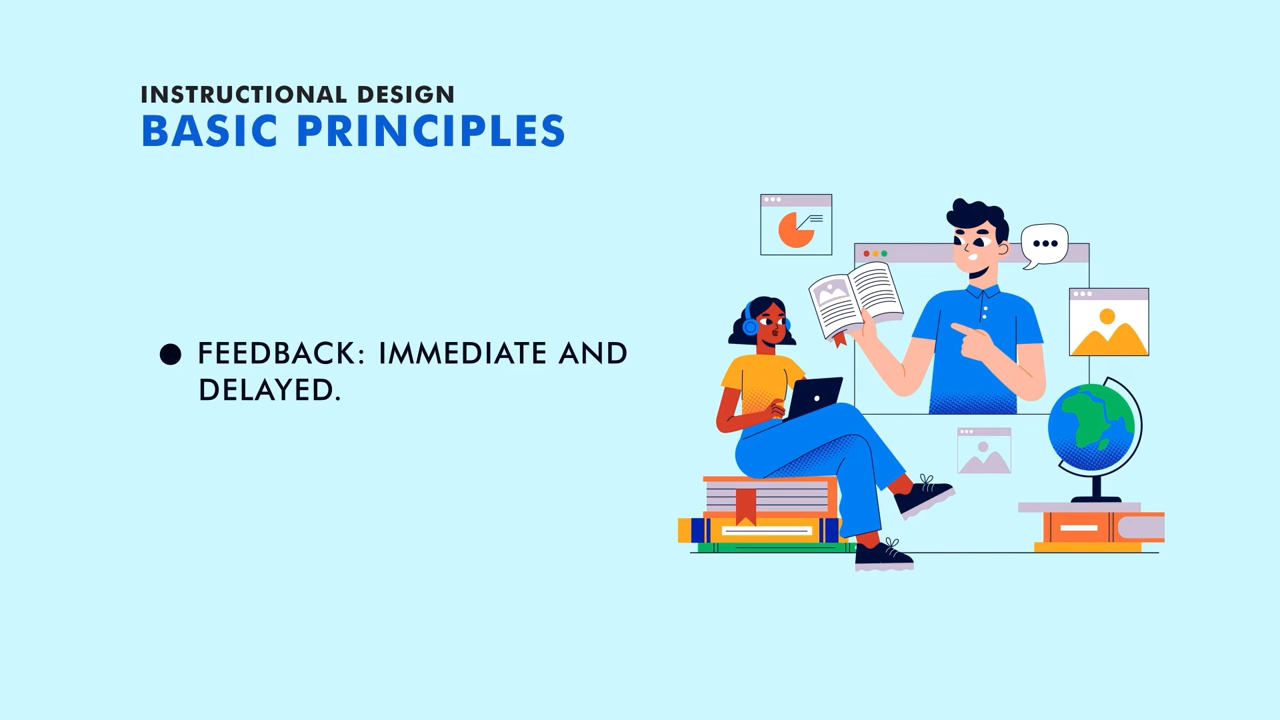 INSTRUCTIONAL DESIGN
BASIC PRINCIPLES
● FEEDBACK: IMMEDIATE AND
DELAYED.